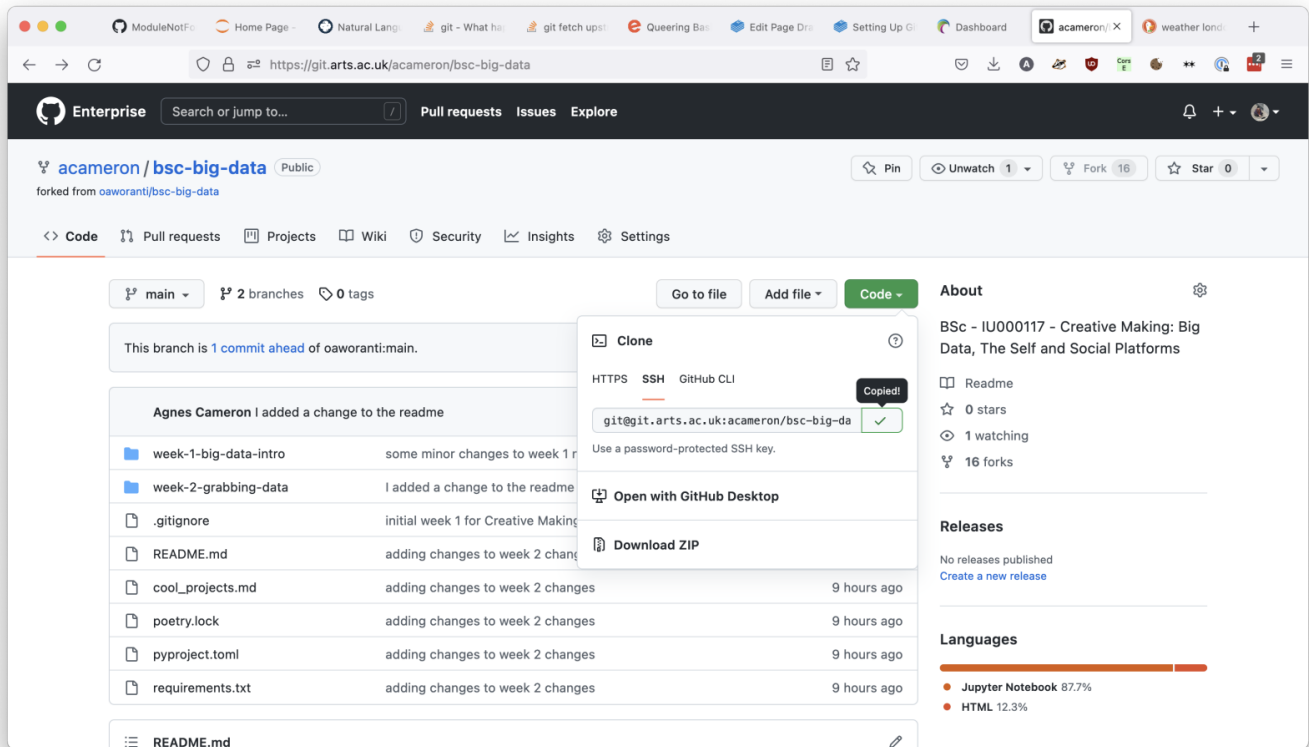 ModuleNotFo Home Page - Natural Lang git - What ha git fetch upst Queering Bas Edit Page Dra Setting Up Gi Dashboard acameron/ weather lond
https://git.arts.ac.uk/acameron/bsc-big-data
Enterprise Search or jump to... / Pull requests Issues Explore
acameron / bsc-big-data Public Pin Unwatch 1 Fork 16 Star 0
forked from oaworanti/bsc-big-data
Code Pull requests Projects Wiki Security Insights Settings
main 2 branches 0 tags Go to file Add file Code
This branch is 1 commit ahead of oaworanti:main.
Agnes Cameron I added a change to the readme
week-1-big-data-intro some minor changes to week 1 r
week-2-grabbing-data I added a change to the readme
.gitignore initial week 1 for Creative Making
README.md adding changes to week 2 chang
cool_projects.md adding changes to week 2 changes 9 hours ago
poetry.lock adding changes to week 2 changes 9 hours ago
pyproject.toml adding changes to week 2 changes 9 hours ago
requirements.txt adding changes to week 2 changes 9 hours ago
README.md
Clone
HTTPS SSH GitHub CLI
Copied!
git@git.arts.ac.uk:acameron/bsc-big-da
Use a password-protected SSH key.
Open with GitHub Desktop
Download ZIP
About
BSc - IU000117 - Creative Making: Big
Data, The Self and Social Platforms
Readme
0 stars
1 watching
16 forks
Releases
No releases published
Create a new release
Languages
Jupyter Notebook 87.7%
HTML 12.3%